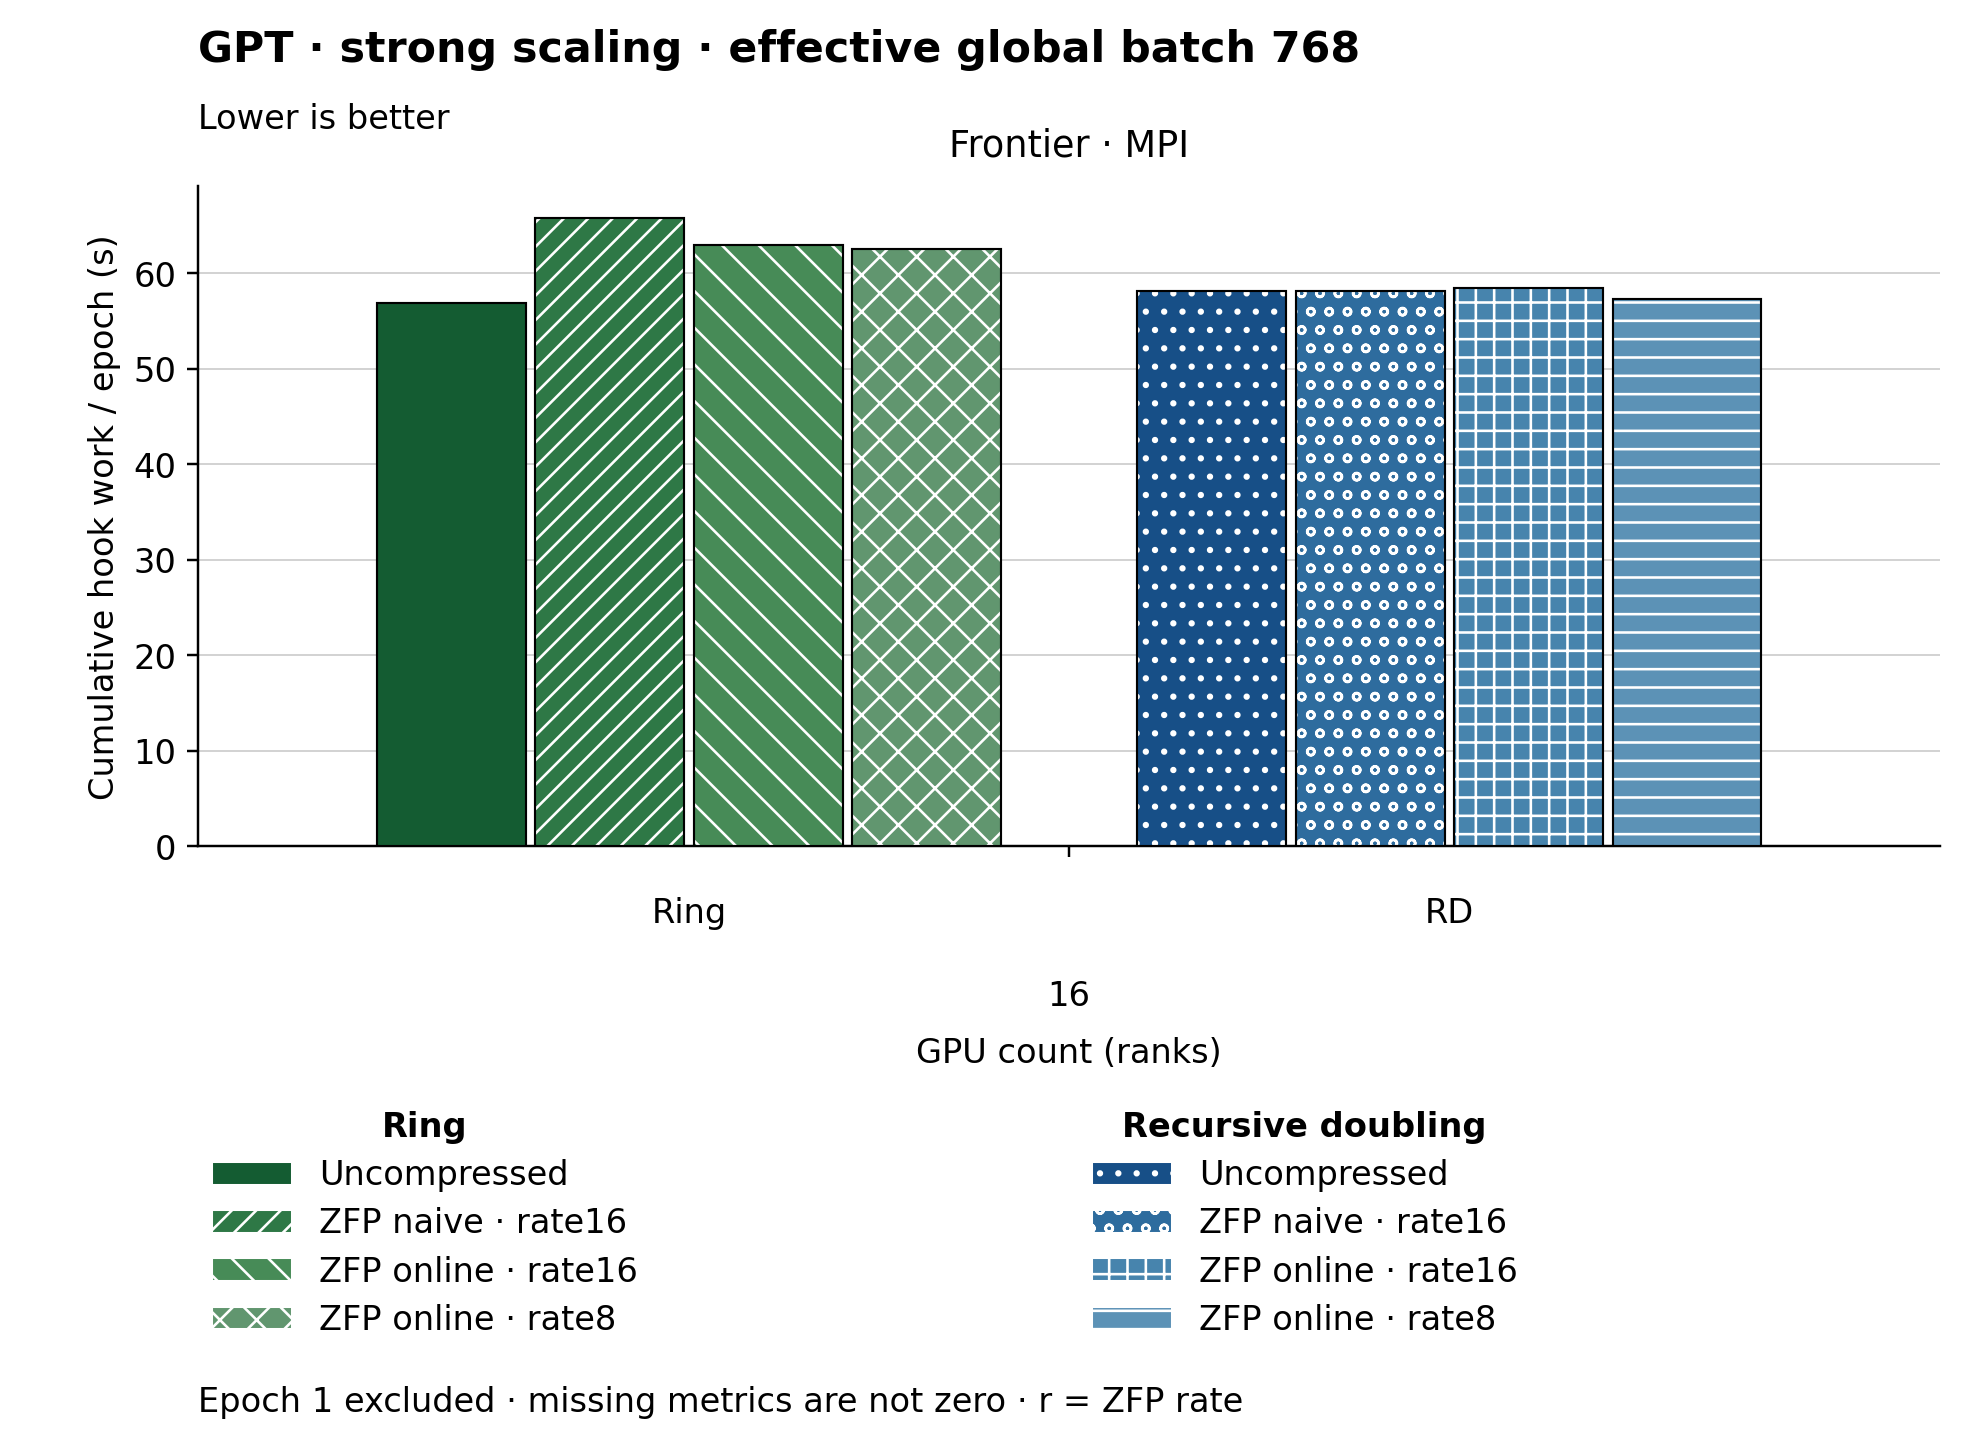 GPT · strong scaling · effective global batch 768
Lower is better
Frontier · MPI
Cumulative hook work / epoch (s)
60
50
40
30
20
10
0
Ring RD
16
GPU count (ranks)
Ring
Uncompressed
ZFP naive · rate16
ZFP online · rate16
ZFP online · rate8
Recursive doubling
Uncompressed
ZFP naive · rate16
ZFP online · rate16
ZFP online · rate8
Epoch 1 excluded · missing metrics are not zero · r = ZFP rate